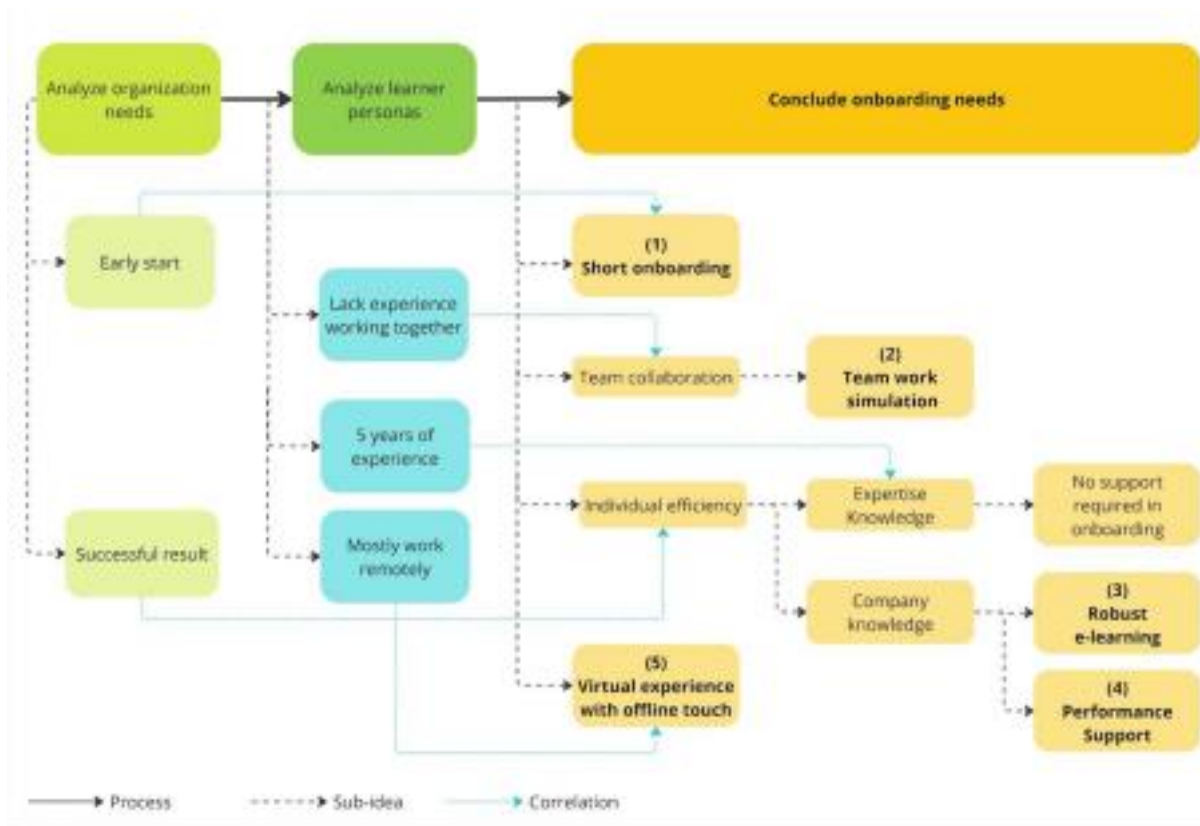 Analyze organization
needs
Analyze learner
personas
Conclude onboarding needs
Early start
(1)
Short onboarding
Lack experience
working together
Team collaboration
(2)
Team work
simulation
5 years of
experience
Individual efficiency
Expertise
Knowledge
No support
required in
onboarding
Successful result
Mostly work
remotely
Company
knowledge
(3)
Robust
e-learning
(5)
Virtual experience
with offline touch
(4)
Performance
Support
Process
Sub-idea
Correlation